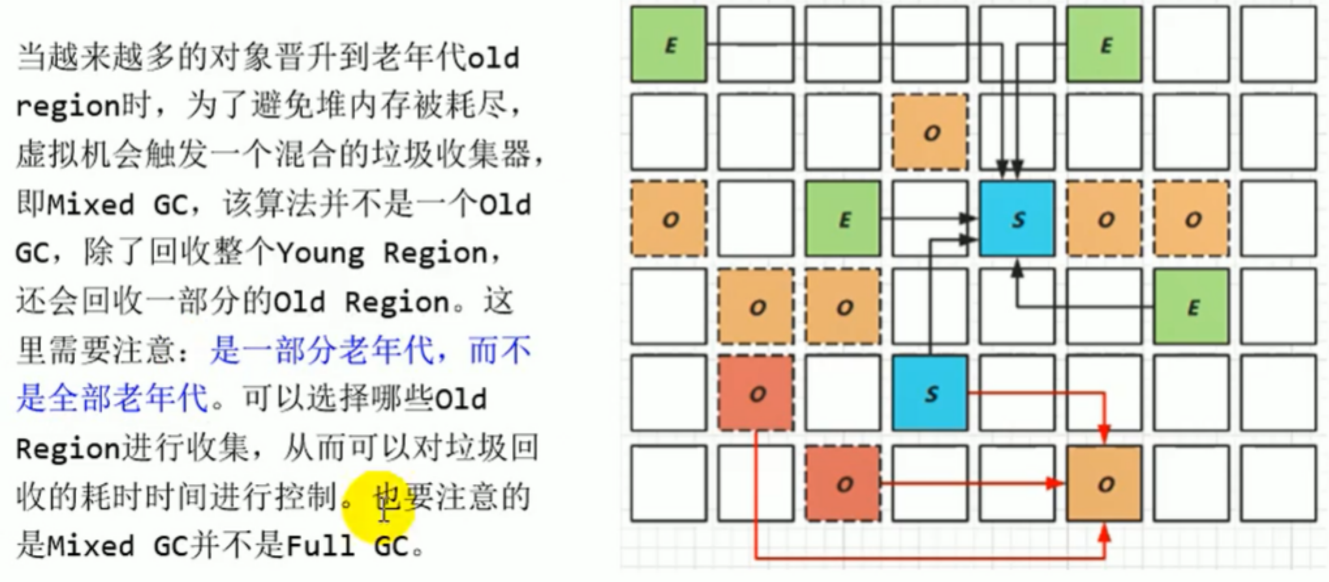 当越来越多的对象晋升到老年代old
region时，为了避免堆内存被耗尽，
虚拟机会触发一个混合的垃圾收集器，
即Mixed GC，该算法并不是一个Old
GC，除了回收整个Young Region，
还会回收一部分的Old Region。这
里需要注意：是一部分老年代，而不
是全部老年代。可以选择哪些Old
Region进行收集，从而可以对垃圾回
收的耗时时间进行控制。也要注意的
是Mixed GC并不是Full GC。
E E
O
O E S O O
O O E
O S
O O